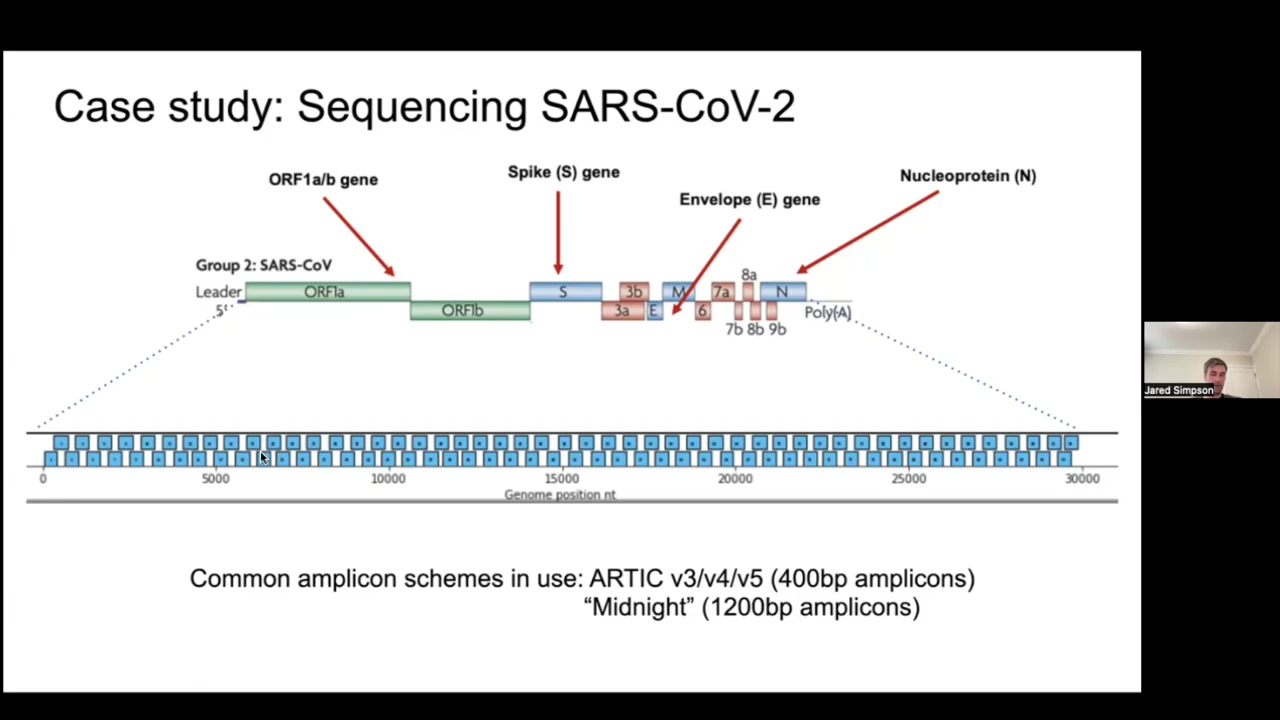 Case study: Sequencing SARS-CoV-2
ORF1a/b gene
Spike (S) gene
Envelope (E) gene
Nucleoprotein (N)
Group 2: SARS-CoV
8a
Leader ORF1a S 3b M 7a N
5' ORF1b 3a E 6 Poly(A)
7b 8b 9b
0 5000 10000 15000 20000 25000 30000
Genome position nt
Common amplicon schemes in use: ARTIC v3/v4/v5 (400bp amplicons)
“Midnight” (1200bp amplicons)
Jared Simpson